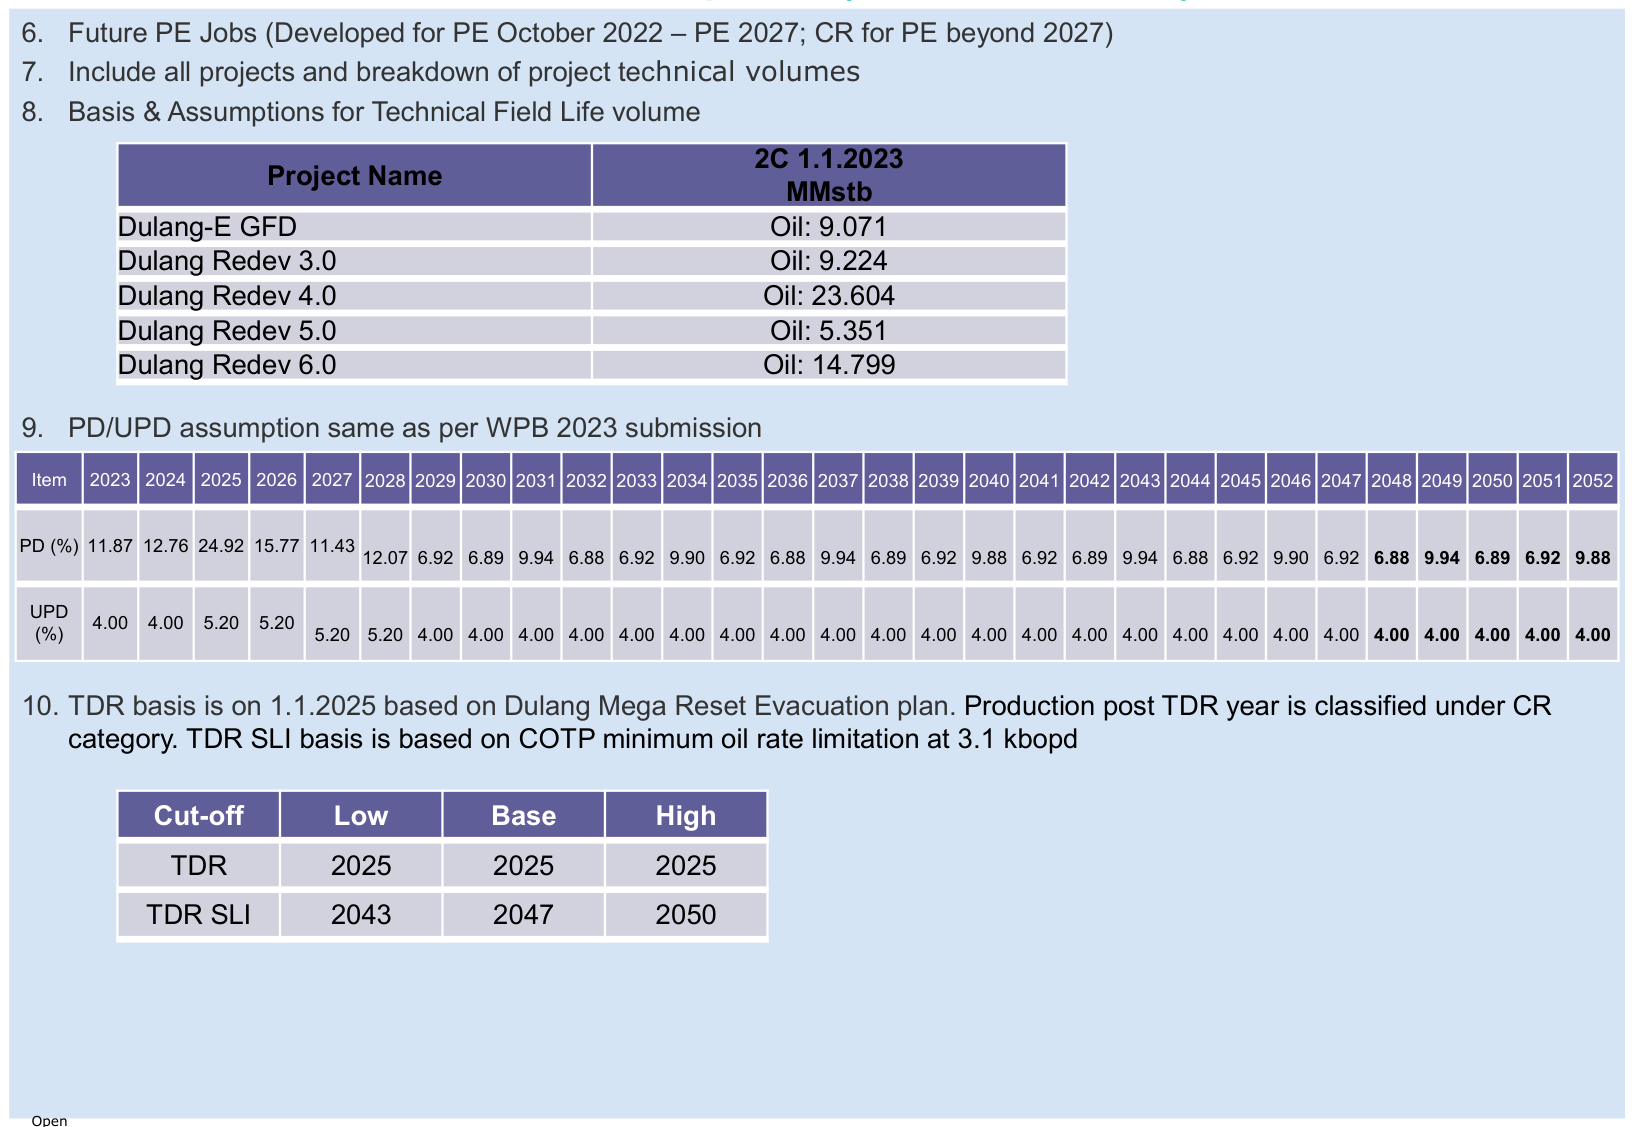 6. Future PE Jobs (Developed for PE October 2022 – PE 2027; CR for PE beyond 2027)
7. Include all projects and breakdown of project technical volumes
8. Basis & Assumptions for Technical Field Life volume
Project Name 2C 1.1.2023 MMstb
Dulang-E GFD Oil: 9.071
Dulang Redev 3.0 Oil: 9.224
Dulang Redev 4.0 Oil: 23.604
Dulang Redev 5.0 Oil: 5.351
Dulang Redev 6.0 Oil: 14.799
9. PD/UPD assumption same as per WPB 2023 submission
Item 2023 2024 2025 2026 2027 2028 2029 2030 2031 2032 2033 2034 2035 2036 2037 2038 2039 2040 2041 2042 2043 2044 2045 2046 2047 2048 2049 2050 2051 2052
PD (%) 11.87 12.76 24.92 15.77 11.43 12.07 6.92 6.89 9.94 6.88 6.92 9.90 6.92 6.88 9.94 6.89 6.92 9.88 6.92 6.89 9.94 6.88 6.92 9.90 6.92 6.88 9.94 6.89 6.92 9.88
UPD (%) 4.00 4.00 5.20 5.20 5.20 5.20 4.00 4.00 4.00 4.00 4.00 4.00 4.00 4.00 4.00 4.00 4.00 4.00 4.00 4.00 4.00 4.00 4.00 4.00 4.00 4.00 4.00 4.00 4.00 4.00
10. TDR basis is on 1.1.2025 based on Dulang Mega Reset Evacuation plan. Production post TDR year is classified under CR
category. TDR SLI basis is based on COTP minimum oil rate limitation at 3.1 kbopd
Cut-off Low Base High
TDR 2025 2025 2025
TDR SLI 2043 2047 2050
Open